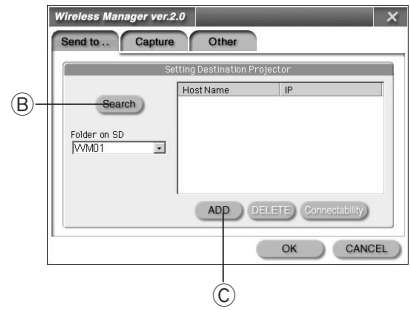 Wireless Manager ver.2.0
Send to . .
Capture
Other
Setting Destination Projector
B
Search
Host Name
IP
Folder on SD
WM01
ADD
DELETE
Connectability
OK
CANCEL
C